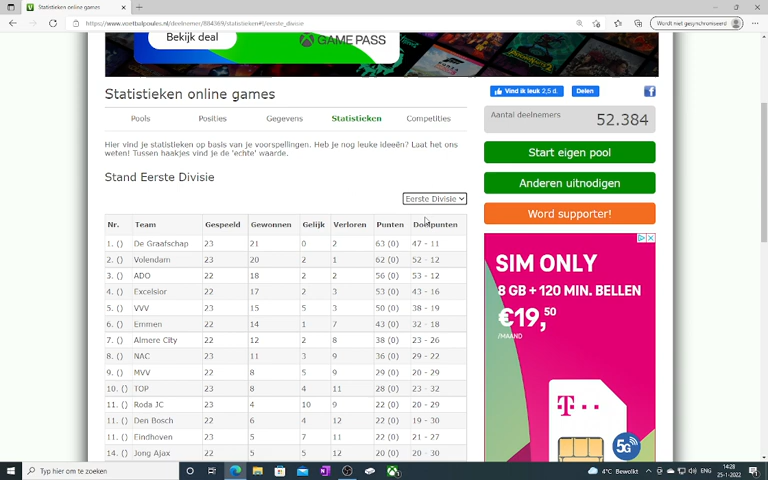 Statistieken online games
https://www.voetbalpoules.nl/deelnemer/884369/statistieken#t/eerste_divisie
Wordt niet gesynchroniseerd
Bekijk deal
GAME PASS
Statistieken online games
Pools Posities Gegevens Statistieken Competities
Hier vind je statistieken op basis van je voorspellingen. Heb je nog leuke ideeën? Laat het ons
weten! Tussen haakjes vind je de 'echte' waarde.
Stand Eerste Divisie
Eerste Divisie
Nr. Team Gespeeld Gewonnen Gelijk Verloren Punten Doelpunten
1. () De Graafschap 23 21 0 2 63 (0) 47 - 11
2. () Volendam 23 20 2 1 62 (0) 52 - 12
3. () ADO 22 18 2 2 56 (0) 53 - 12
4. () Excelsior 22 17 2 3 53 (0) 43 - 16
5. () VVV 23 15 5 3 50 (0) 38 - 19
6. () Emmen 22 14 1 7 43 (0) 32 - 18
7. () Almere City 22 12 2 8 38 (0) 23 - 26
8. () NAC 23 11 3 9 36 (0) 29 - 22
9. () MVV 22 8 5 9 29 (0) 20 - 29
10. () TOP 23 8 4 11 28 (0) 23 - 32
11. () Roda JC 23 4 10 9 22 (0) 20 - 29
11. () Den Bosch 22 6 4 12 22 (0) 19 - 30
11. () Eindhoven 23 5 7 11 22 (0) 21 - 27
14. () Jong Ajax 22 5 5 12 20 (0) 20 - 30
Vind ik leuk 2,5 d. Delen
Aantal deelnemers 52.384
Start eigen pool
Anderen uitnodigen
Word supporter!
SIM ONLY
8 GB + 120 MIN. BELLEN
€19,50
/MAAND
T
5G
Typ hier om te zoeken
4°C Bewolkt
ENG
14:28
25-1-2022